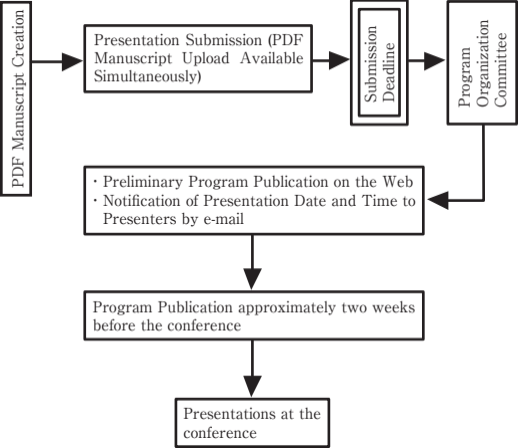 PDF Manuscript Creation
Presentation Submission (PDF
Manuscript Upload Available
Simultaneously)
Submission
Deadline
Program
Organization
Committee
・Preliminary Program Publication on the Web
・Notification of Presentation Date and Time to
Presenters by e-mail
Program Publication approximately two weeks
before the conference
Presentations at the
conference